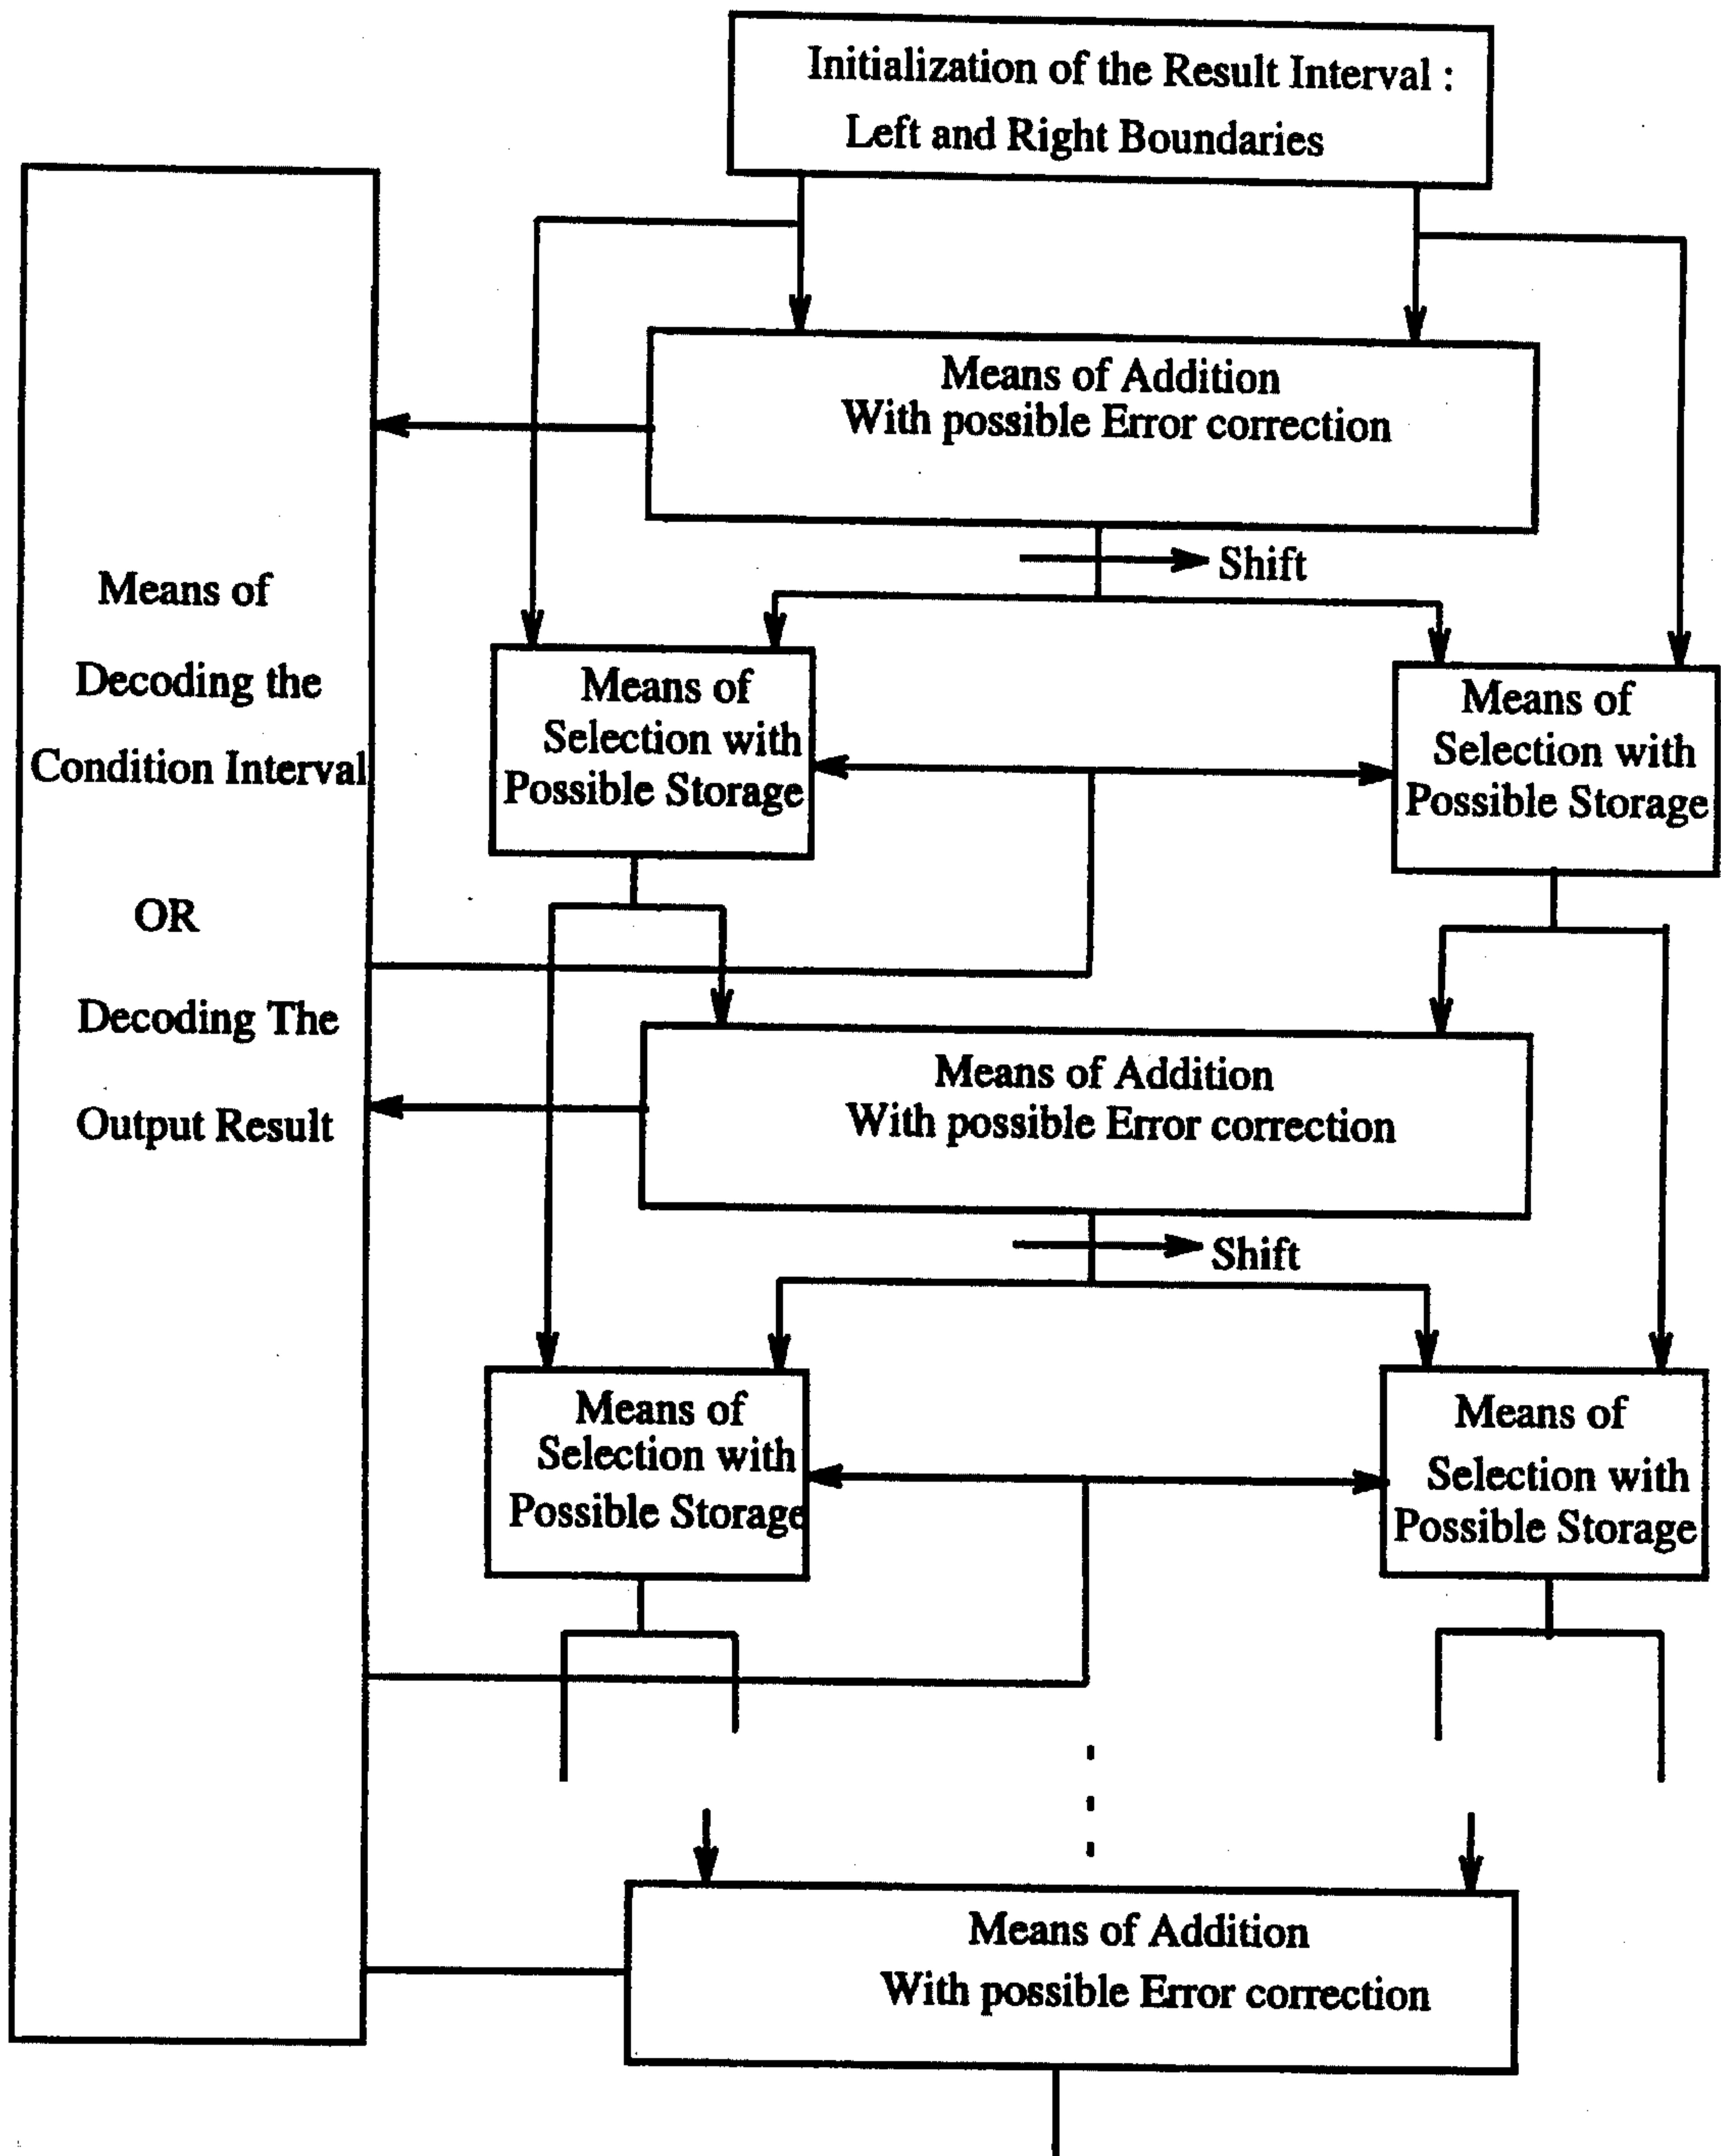 Initialization of the Result Interval :
Left and Right Boundaries
Means of Addition
With possible Error correction
Shift
Means of
Decoding the
Condition Interval
OR
Decoding The
Output Result
Means of
Selection with
Possible Storage
Means of
Selection with
Possible Storage
Means of Addition
With possible Error correction
Shift
Means of
Selection with
Possible Storage
Means of
Selection with
Possible Storage
Means of Addition
With possible Error correction